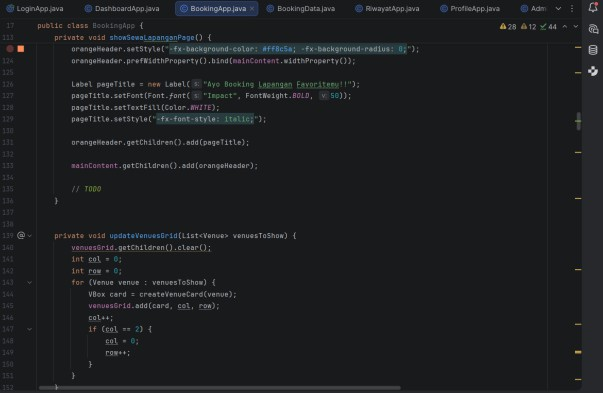 LoginApp.java DashboardApp.java BookingApp.java × BookingData.java RiwayatApp.java ProfileApp.java Adm
17 public class BookingApp { 28 12 44
113 private void showSewaLapanganPage() {
orangeHeader.setStyle("-fx-background-color: #ff8c5a; -fx-background-radius: 0;");
124 orangeHeader.prefWidthProperty().bind(mainContent.widthProperty());
125
126 Label pageTitle = new Label( s: "Ayo Booking Lapangan Favoritemu!!");
127 pageTitle.setFont(Font.font( s: "Impact", FontWeight.BOLD, v: 50));
128 pageTitle.setTextFill(Color.WHITE);
129 pageTitle.setStyle("-fx-font-style: italic;");
130
131 orangeHeader.getChildren().add(pageTitle);
132
133 mainContent.getChildren().add(orangeHeader);
134
135 // TODO
136 }
137
138
139 @ private void updateVenuesGrid(List<Venue> venuesToShow) {
140 venuesGrid.getChildren().clear();
141 int col = 0;
142 int row = 0;
143 for (Venue venue : venuesToShow) {
144 VBox card = createVenueCard(venue);
145 venuesGrid.add(card, col, row);
146 col++;
147 if (col == 2) {
148 col = 0;
149 row++;
150 }
151 }
152 }